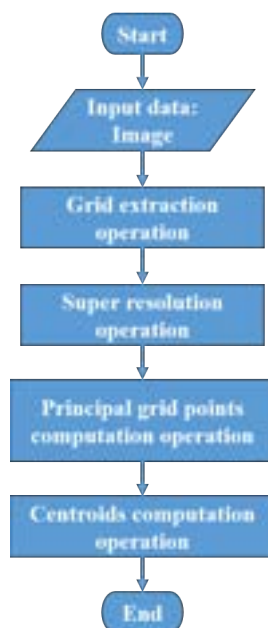 Start
Input data:
Image
Grid extraction
operation
Super resolution
operation
Principal grid points
computation operation
Centroids computation
operation
End